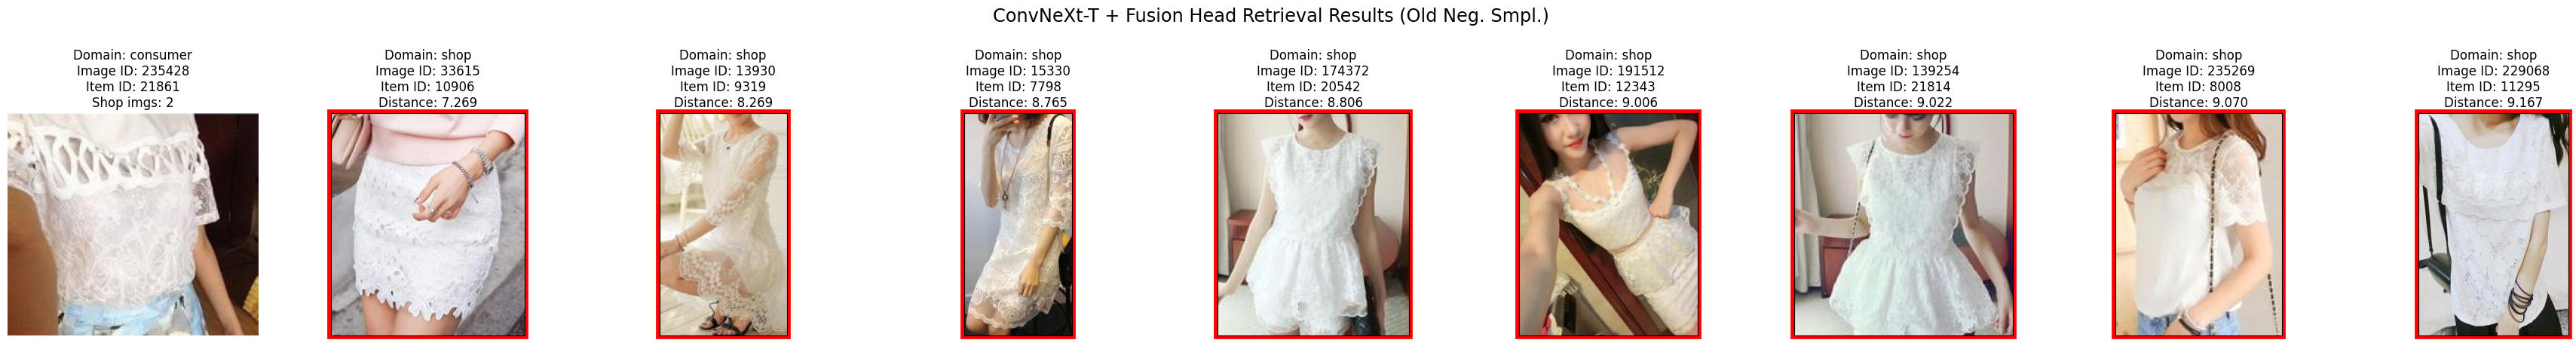 ConvNeXt-T + Fusion Head Retrieval Results (Old Neg. Smpl.)
Domain: consumer
Image ID: 235428
Item ID: 21861
Shop imgs: 2
Domain: shop
Image ID: 33615
Item ID: 10906
Distance: 7.269
Domain: shop
Image ID: 13930
Item ID: 9319
Distance: 8.269
Domain: shop
Image ID: 15330
Item ID: 7798
Distance: 8.765
Domain: shop
Image ID: 174372
Item ID: 20542
Distance: 8.806
Domain: shop
Image ID: 191512
Item ID: 12343
Distance: 9.006
Domain: shop
Image ID: 139254
Item ID: 21814
Distance: 9.022
Domain: shop
Image ID: 235269
Item ID: 8008
Distance: 9.070
Domain: shop
Image ID: 229068
Item ID: 11295
Distance: 9.167